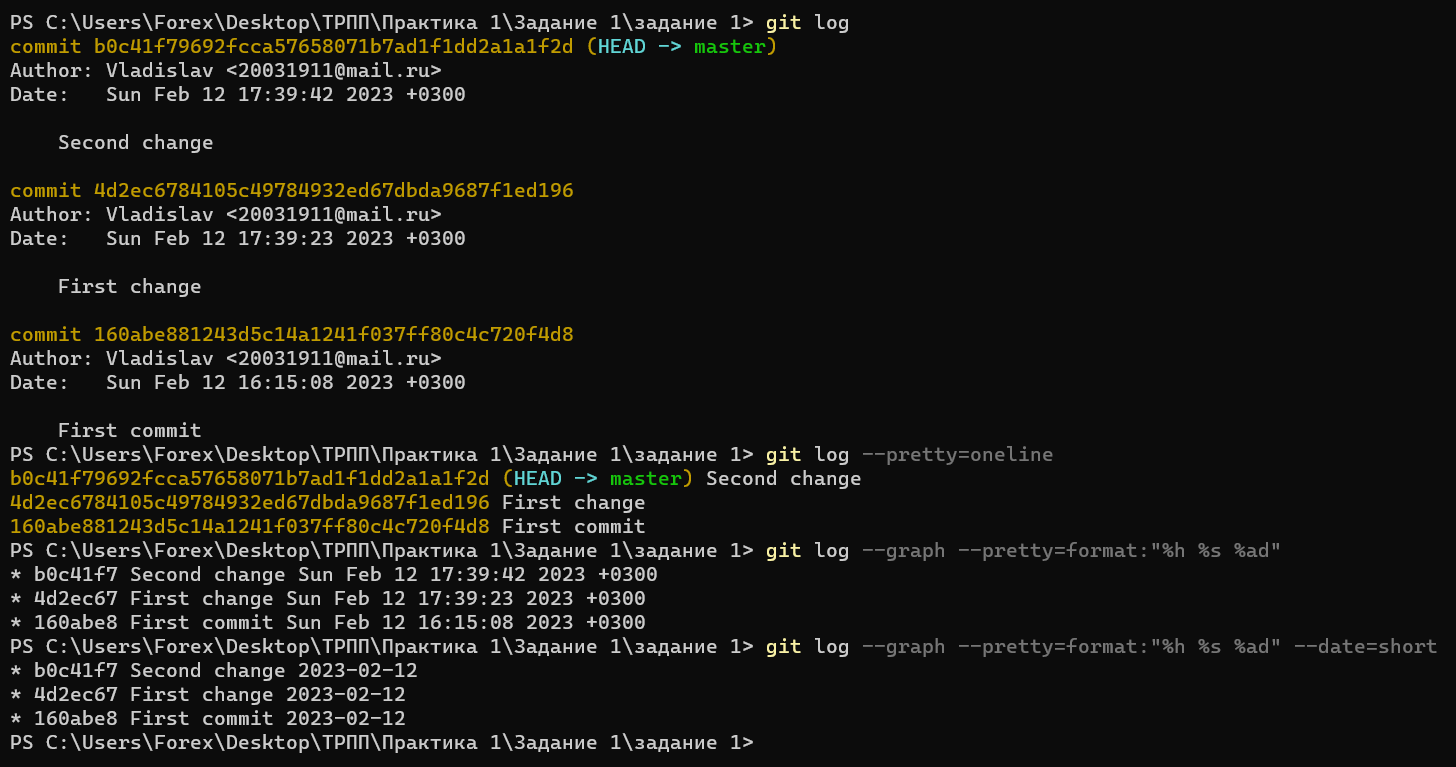 PS C:\Users\Forex\Desktop\ТРПП\Практика 1\Задание 1\задание 1> git log
commit b0c41f79692fcca57658071b7ad1f1dd2a1a1f2d (HEAD -> master)
Author: Vladislav <20031911@mail.ru>
Date:   Sun Feb 12 17:39:42 2023 +0300
    Second change
commit 4d2ec6784105c49784932ed67dbda9687f1ed196
Author: Vladislav <20031911@mail.ru>
Date:   Sun Feb 12 17:39:23 2023 +0300
    First change
commit 160abe881243d5c14a1241f037ff80c4c720f4d8
Author: Vladislav <20031911@mail.ru>
Date:   Sun Feb 12 16:15:08 2023 +0300
    First commit
PS C:\Users\Forex\Desktop\ТРПП\Практика 1\Задание 1\задание 1> git log --pretty=oneline
b0c41f79692fcca57658071b7ad1f1dd2a1a1f2d (HEAD -> master) Second change
4d2ec6784105c49784932ed67dbda9687f1ed196 First change
160abe881243d5c14a1241f037ff80c4c720f4d8 First commit
PS C:\Users\Forex\Desktop\ТРПП\Практика 1\Задание 1\задание 1> git log --graph --pretty=format:"%h %s %ad"
* b0c41f7 Second change Sun Feb 12 17:39:42 2023 +0300
* 4d2ec67 First change Sun Feb 12 17:39:23 2023 +0300
* 160abe8 First commit Sun Feb 12 16:15:08 2023 +0300
PS C:\Users\Forex\Desktop\ТРПП\Практика 1\Задание 1\задание 1> git log --graph --pretty=format:"%h %s %ad" --date=short
* b0c41f7 Second change 2023-02-12
* 4d2ec67 First change 2023-02-12
* 160abe8 First commit 2023-02-12
PS C:\Users\Forex\Desktop\ТРПП\Практика 1\Задание 1\задание 1>